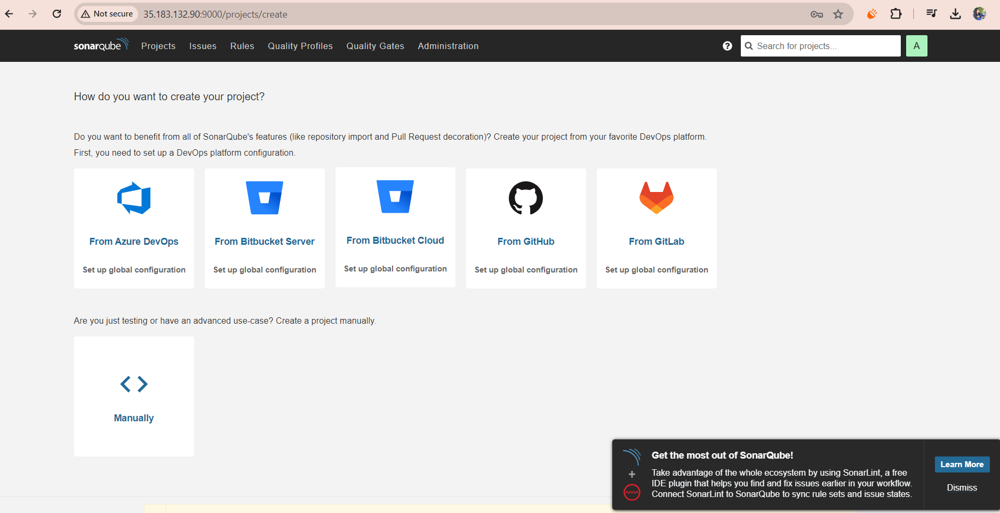 Not secure
35.183.132.90:9000/projects/create
sonarqube Projects Issues Rules Quality Profiles Quality Gates Administration
? Search for projects... A
How do you want to create your project?
Do you want to benefit from all of SonarQube's features (like repository import and Pull Request decoration)? Create your project from your favorite DevOps platform.
First, you need to set up a DevOps platform configuration.
From Azure DevOps
Set up global configuration
From Bitbucket Server
Set up global configuration
From Bitbucket Cloud
Set up global configuration
From GitHub
Set up global configuration
From GitLab
Set up global configuration
Are you just testing or have an advanced use-case? Create a project manually.
Manually
Get the most out of SonarQube!
Take advantage of the whole ecosystem by using SonarLint, a free
IDE plugin that helps you find and fix issues earlier in your workflow.
Connect SonarLint to SonarQube to sync rule sets and issue states.
Learn More
Dismiss